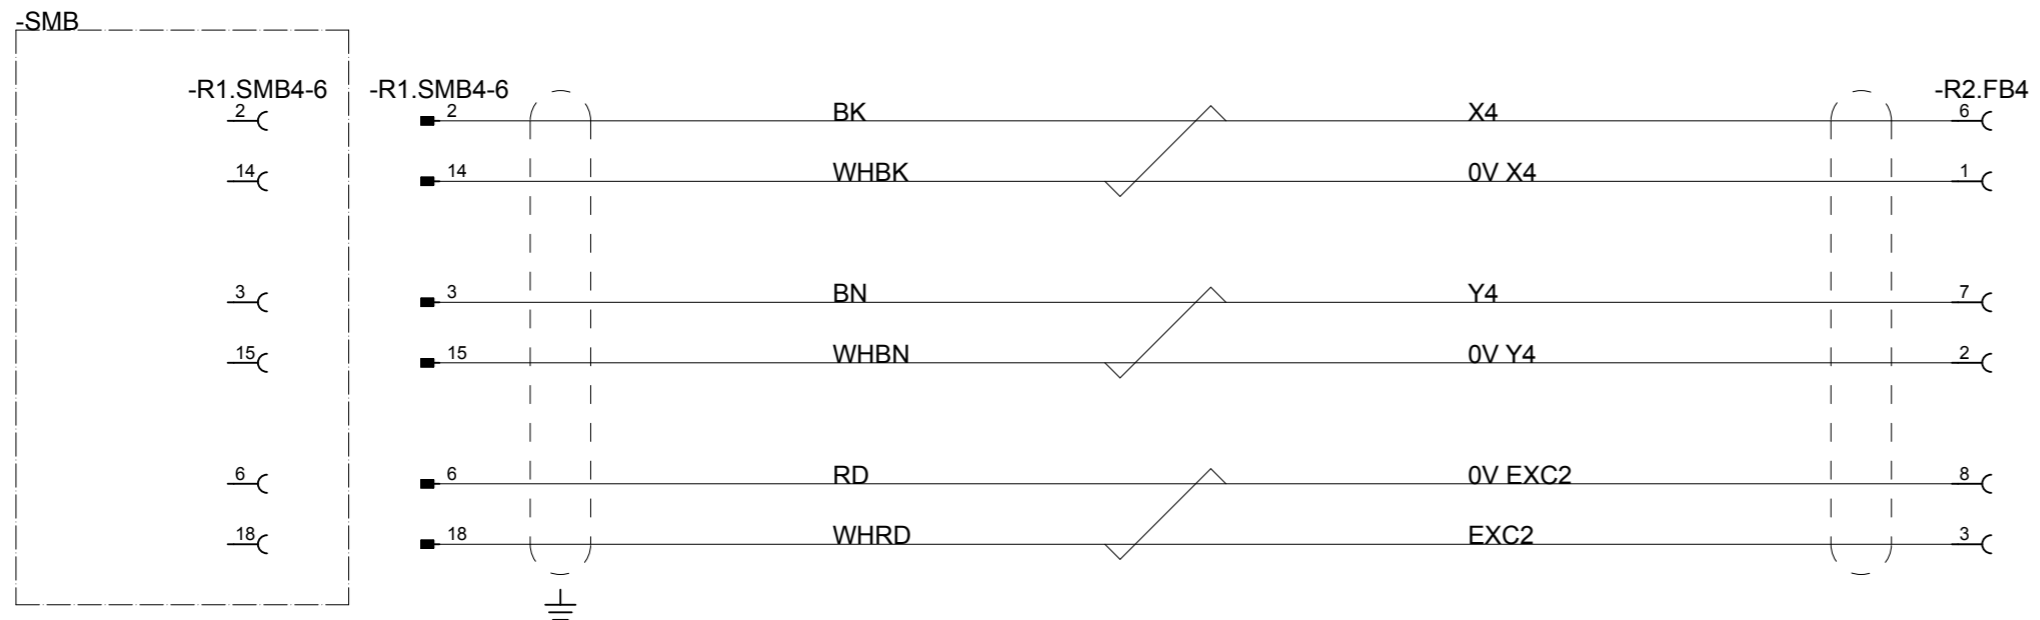 -SMB
-R1.SMB4-6 -R1.SMB4-6 -R2.FB4
2 2 BK X4 6
14 14 WHBK 0V X4 1
3 3 BN Y4 7
15 15 WHBN 0V Y4 2
6 6 RD 0V EXC2 8
18 18 WHRD EXC2 3